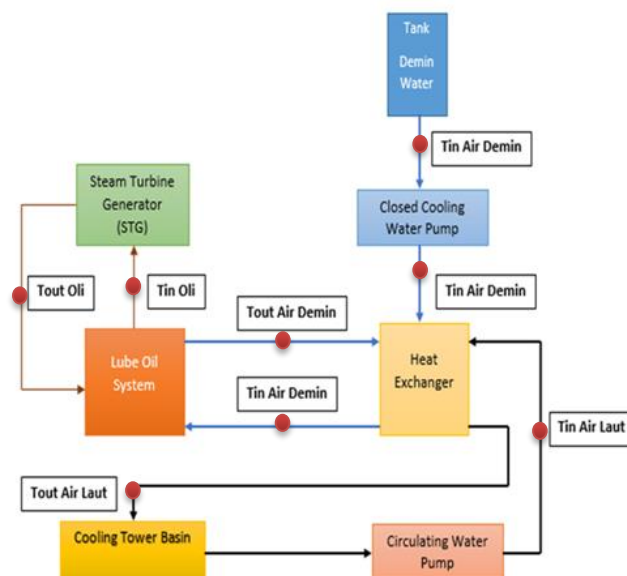 Tank
Demin
Water
Tin Air Demin
Steam Turbine
Generator
(STG)
Closed Cooling
Water Pump
Tout Oli
Tin Oli
Tin Air Demin
Tout Air Demin
Lube Oil
System
Heat
Exchanger
Tin Air Demin
Tin Air Laut
Tout Air Laut
Cooling Tower Basin
Circulating Water
Pump